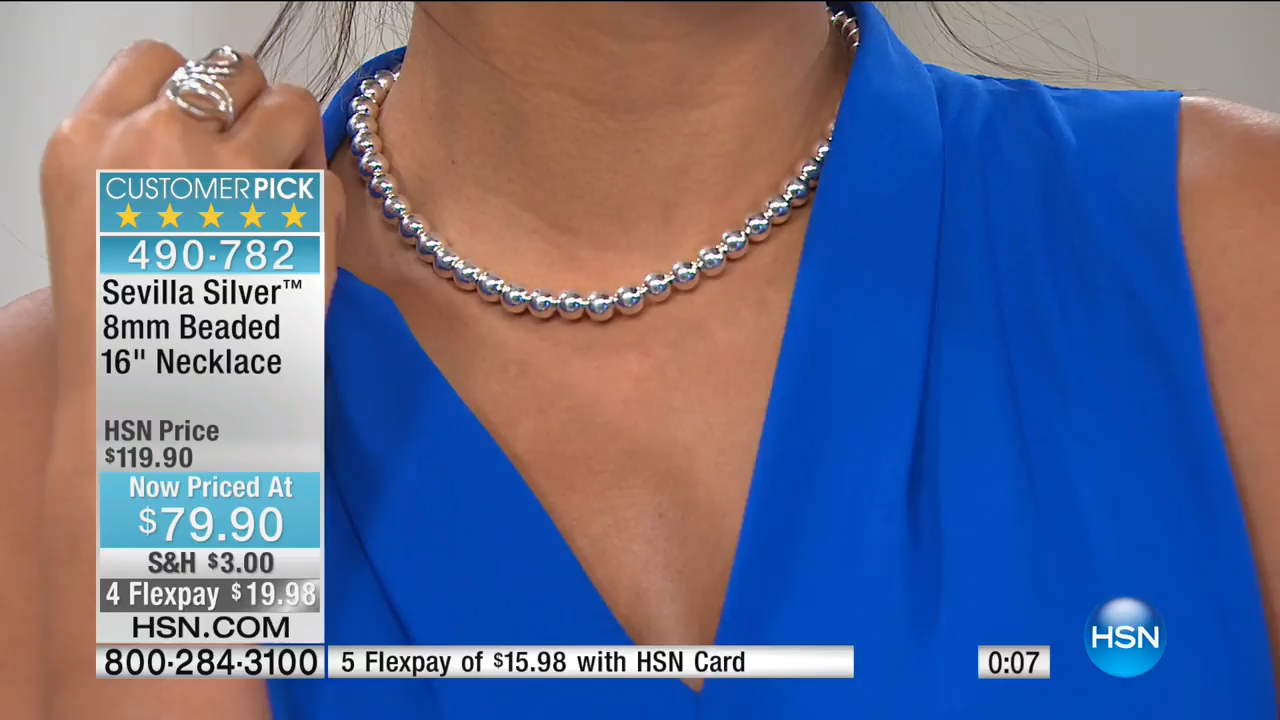 CUSTOMERPICK
490-782
Sevilla Silver™
8mm Beaded
16" Necklace
HSN Price
$119.90
Now Priced At
$79.90
S&H $3.00
4 Flexpay $19.98
HSN.COM
800·284·3100
5 Flexpay of $15.98 with HSN Card
0:07
HSN